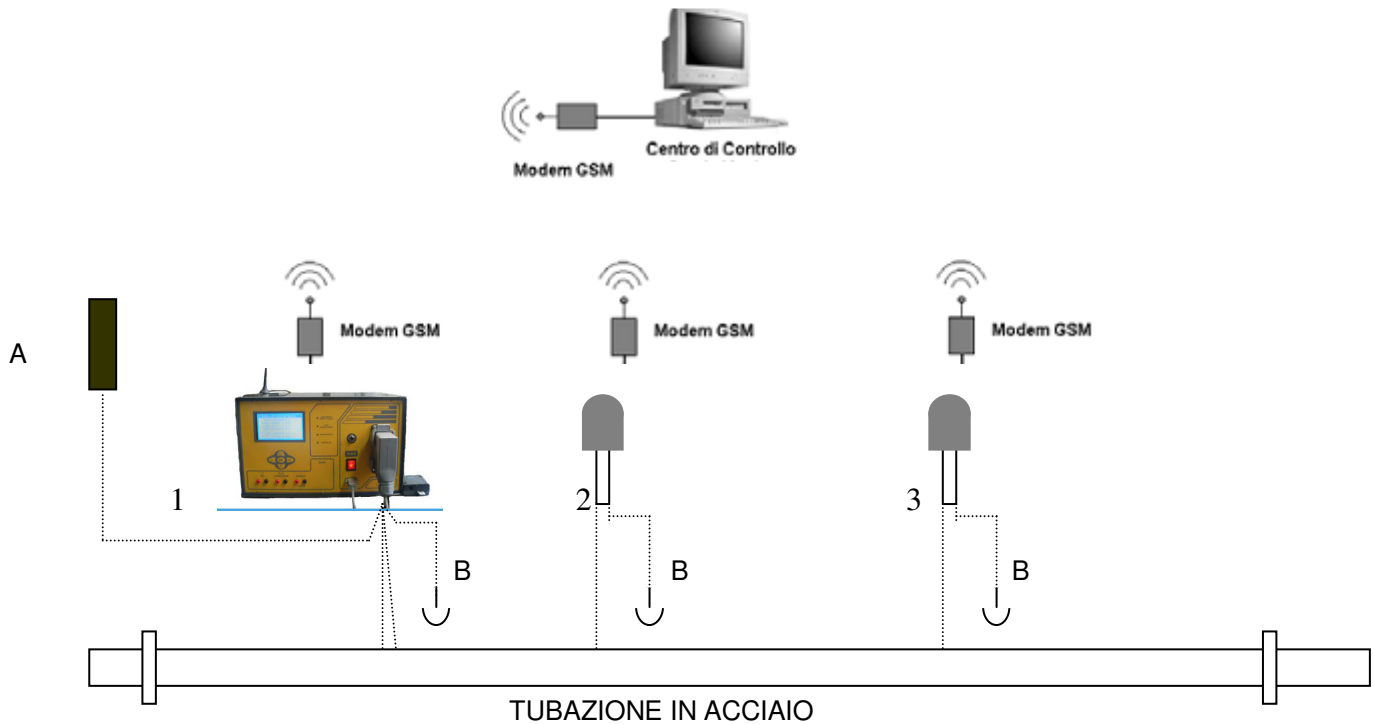 Centro di Controllo
Modem GSM
Modem GSM
Modem GSM
Modem GSM
A
1
2
3
B
B
B
TUBAZIONE IN ACCIAIO